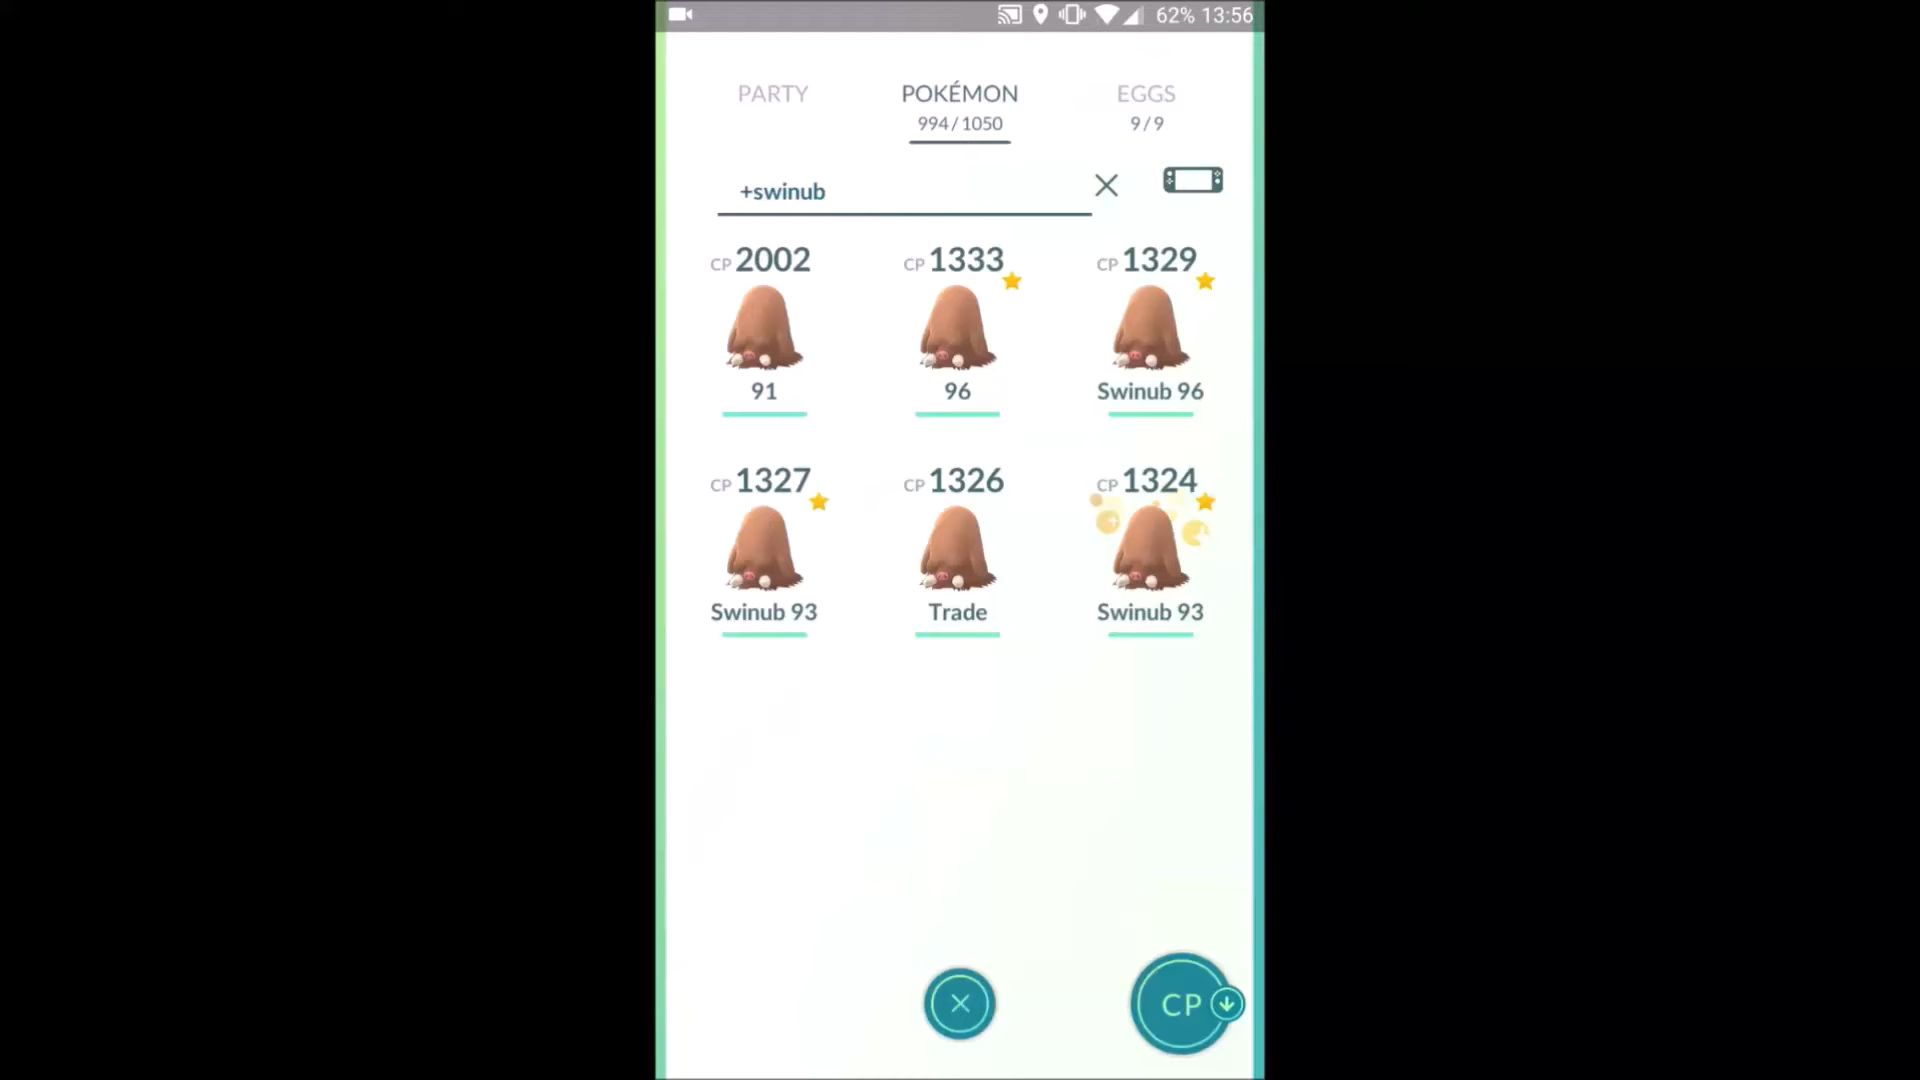 62% 13:56
PARTY POKÉMON EGGS
994/1050 9/9
+swinub
CP 2002 CP 1333 CP 1329
91 96 Swinub 96
CP 1327 CP 1326 CP 1324
Swinub 93 Trade Swinub 93
CP